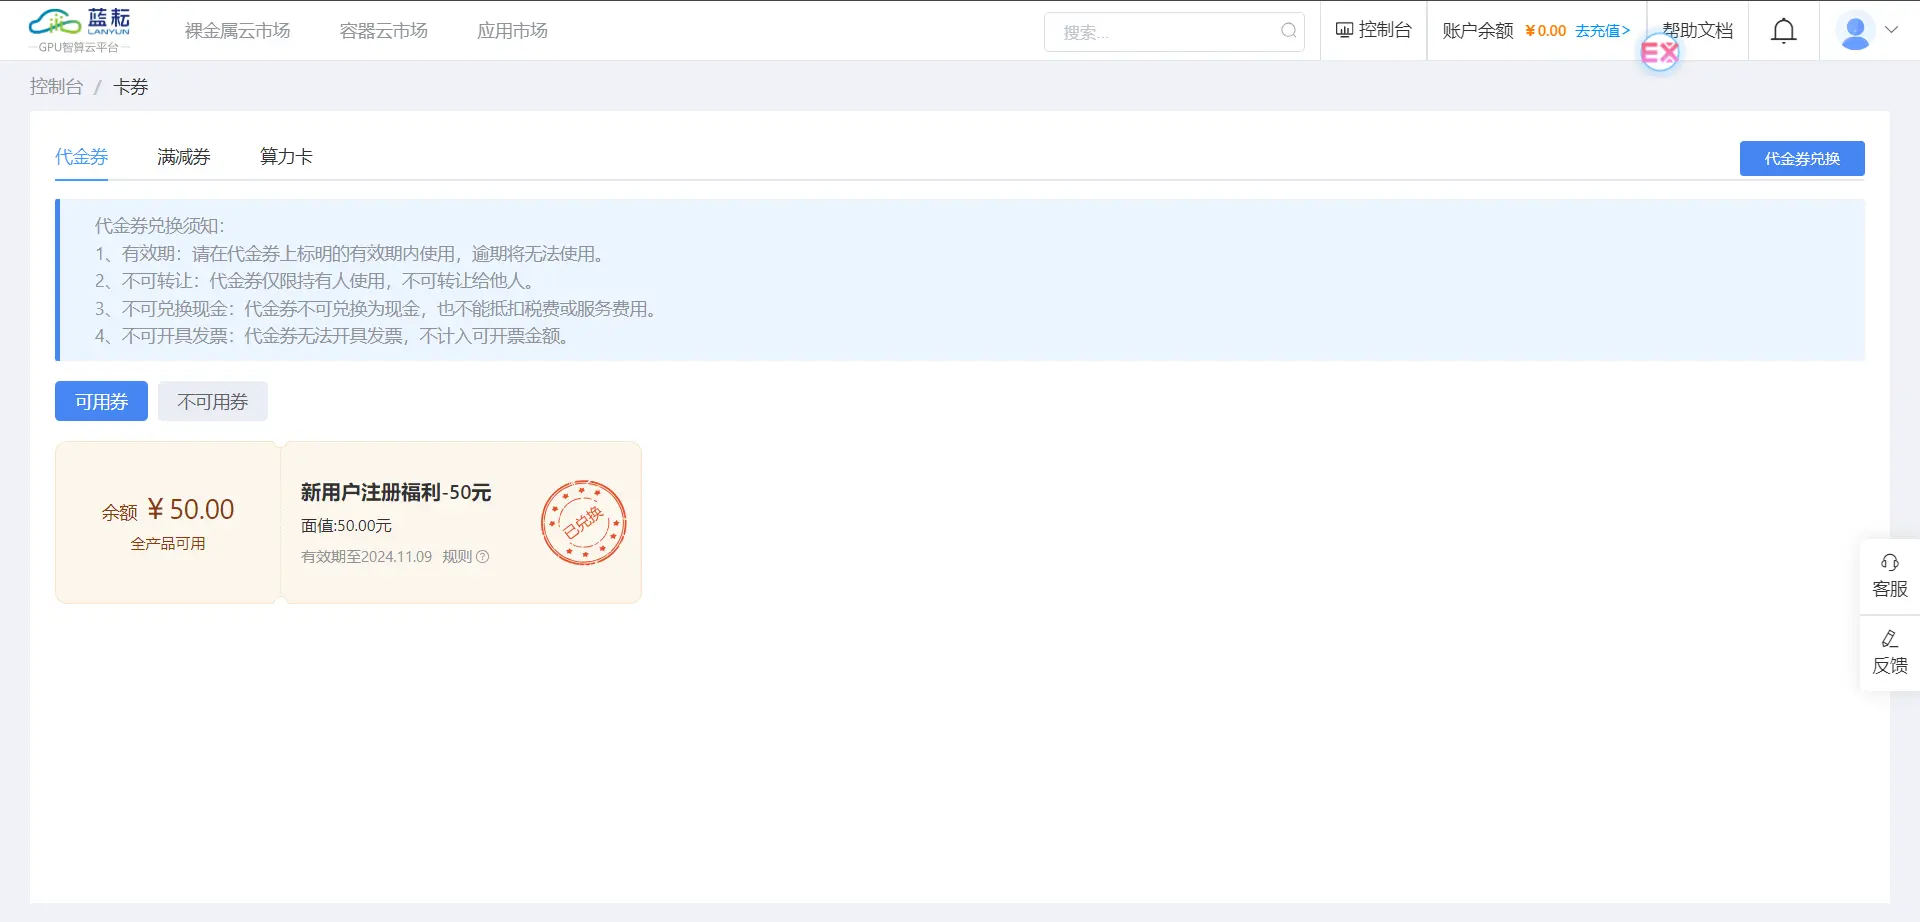 蓝耘
LANYUN
GPU智算云平台
裸金属云市场
容器云市场
应用市场
搜索...
控制台
账户余额 ¥0.00 去充值>
EX
帮助文档
控制台 / 卡券
代金券
满减券
算力卡
代金券兑换
代金券兑换须知:
1、有效期：请在代金券上标明的有效期内使用，逾期将无法使用。
2、不可转让：代金券仅限持有人使用，不可转让给他人。
3、不可兑换现金：代金券不可兑换为现金，也不能抵扣税费或服务费用。
4、不可开具发票：代金券无法开具发票，不计入可开票金额。
可用券
不可用券
余额 ¥ 50.00
全产品可用
新用户注册福利-50元
面值:50.00元
有效期至2024.11.09 规则
已兑换
客服
反馈